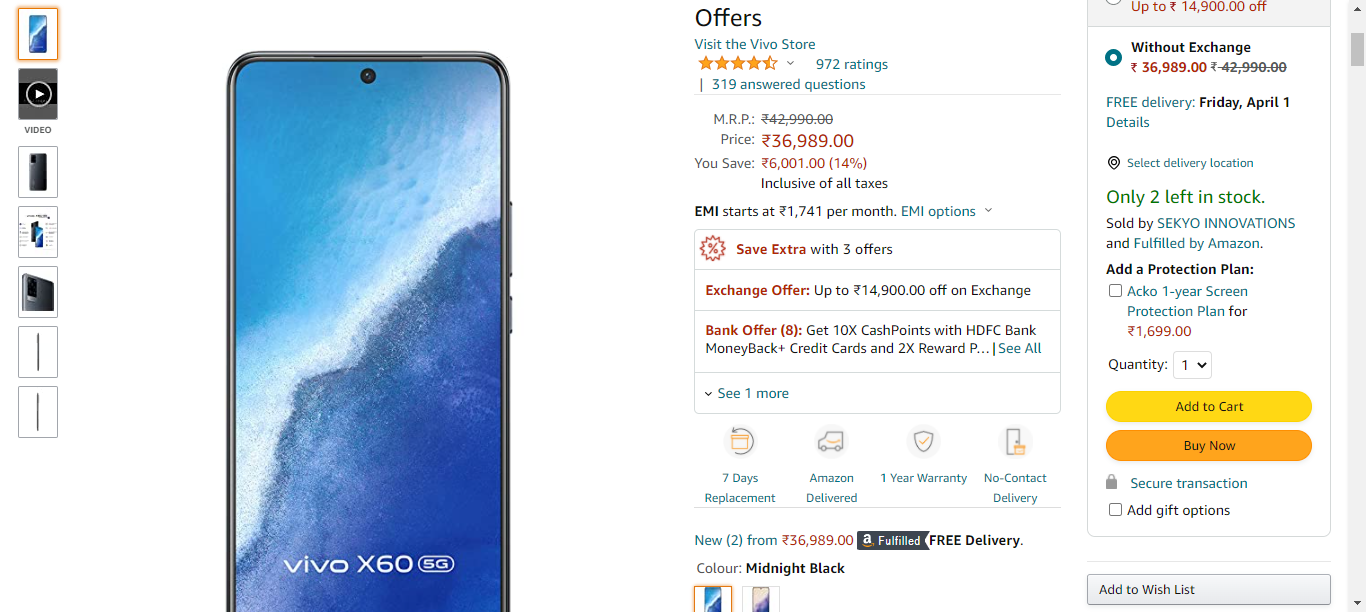 VIDEO
vivo X60 5G
Offers
Visit the Vivo Store
972 ratings
| 319 answered questions
M.R.P.: ₹42,990.00
Price: ₹36,989.00
You Save: ₹6,001.00 (14%)
Inclusive of all taxes
EMI starts at ₹1,741 per month. EMI options
Save Extra with 3 offers
Exchange Offer: Up to ₹14,900.00 off on Exchange
Bank Offer (8): Get 10X CashPoints with HDFC Bank
MoneyBack+ Credit Cards and 2X Reward P… | See All
See 1 more
7 Days
Replacement
Amazon
Delivered
1 Year Warranty
No-Contact
Delivery
New (2) from ₹36,989.00 a Fulfilled FREE Delivery.
Colour: Midnight Black
Up to ₹ 14,900.00 off
Without Exchange
₹ 36,989.00 ₹ 42,990.00
FREE delivery: Friday, April 1
Details
Select delivery location
Only 2 left in stock.
Sold by SEKYO INNOVATIONS
and Fulfilled by Amazon.
Add a Protection Plan:
Acko 1-year Screen
Protection Plan for
₹1,699.00
Quantity: 1
Add to Cart
Buy Now
Secure transaction
Add gift options
Add to Wish List